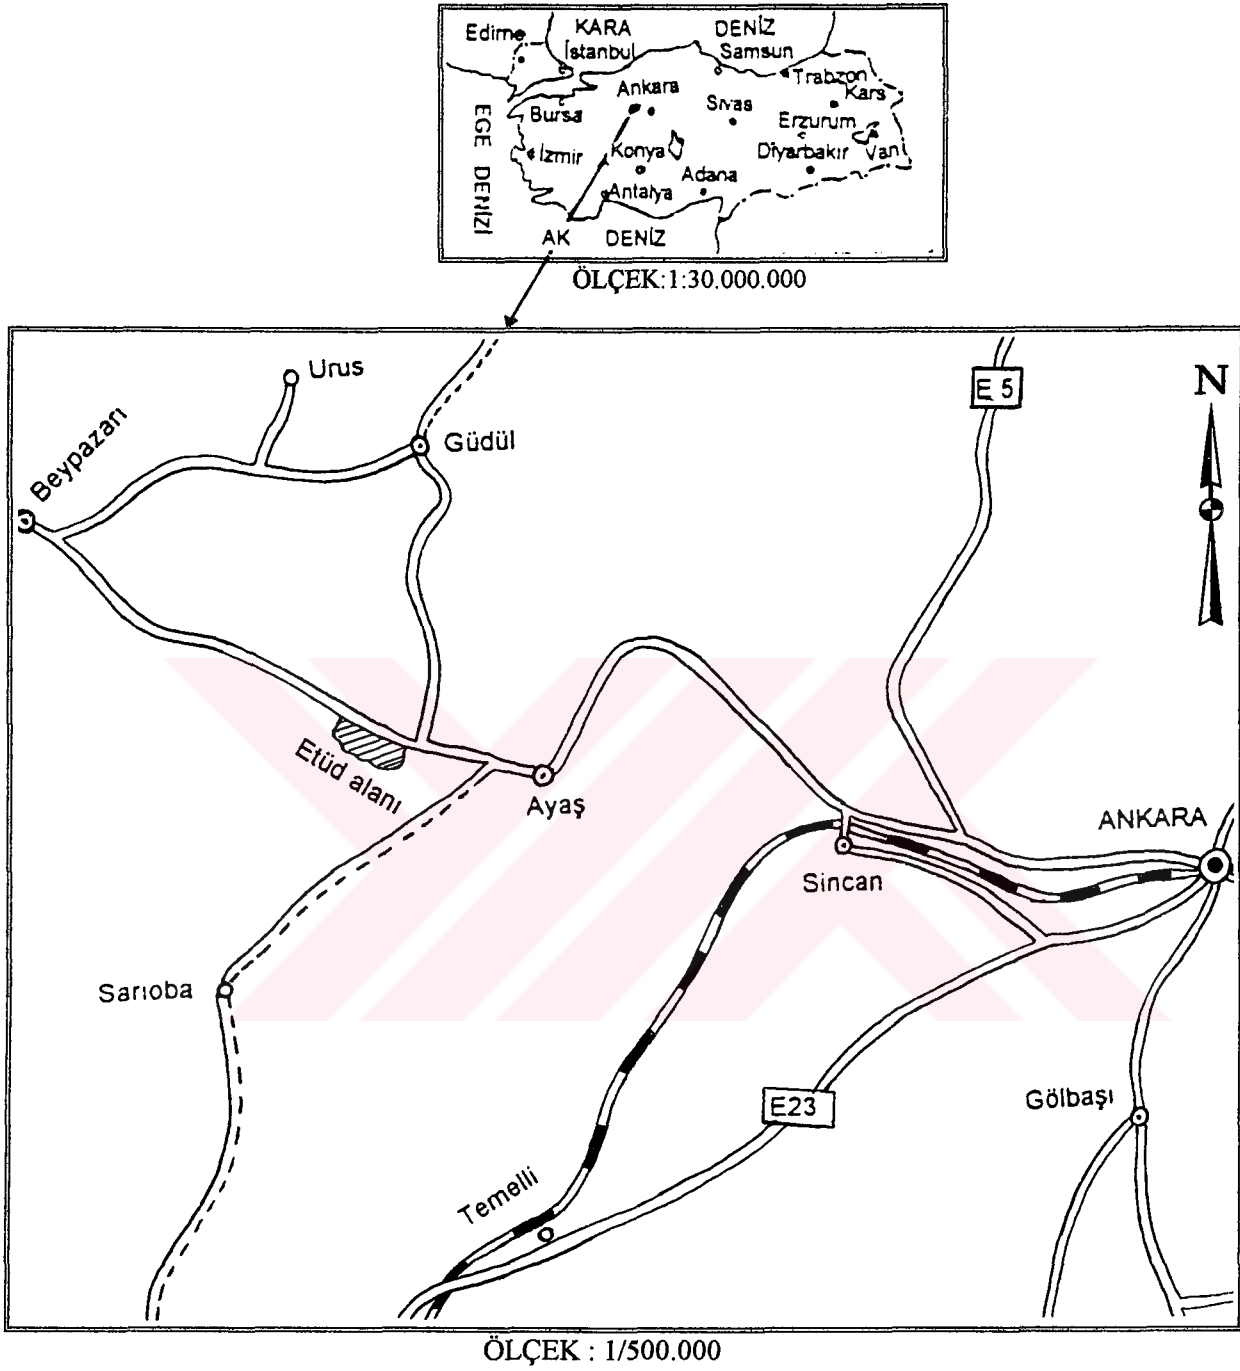 KARA DENİZ
Edirne
İstanbul
Samsun
Trabzon
Kars
Ankara
Bursa
Sivas
Erzurum
EGE DENİZİ
İzmir
Konya
Diyarbakır
Van
Adana
Antalya
AK DENİZ
ÖLÇEK:1:30.000.000
Urus
E 5
N
Beypazarı
Güdül
Etüd alanı
Ayaş
ANKARA
Sincan
Sarıoba
E23
Gölbaşı
Temelli
ÖLÇEK : 1/500.000